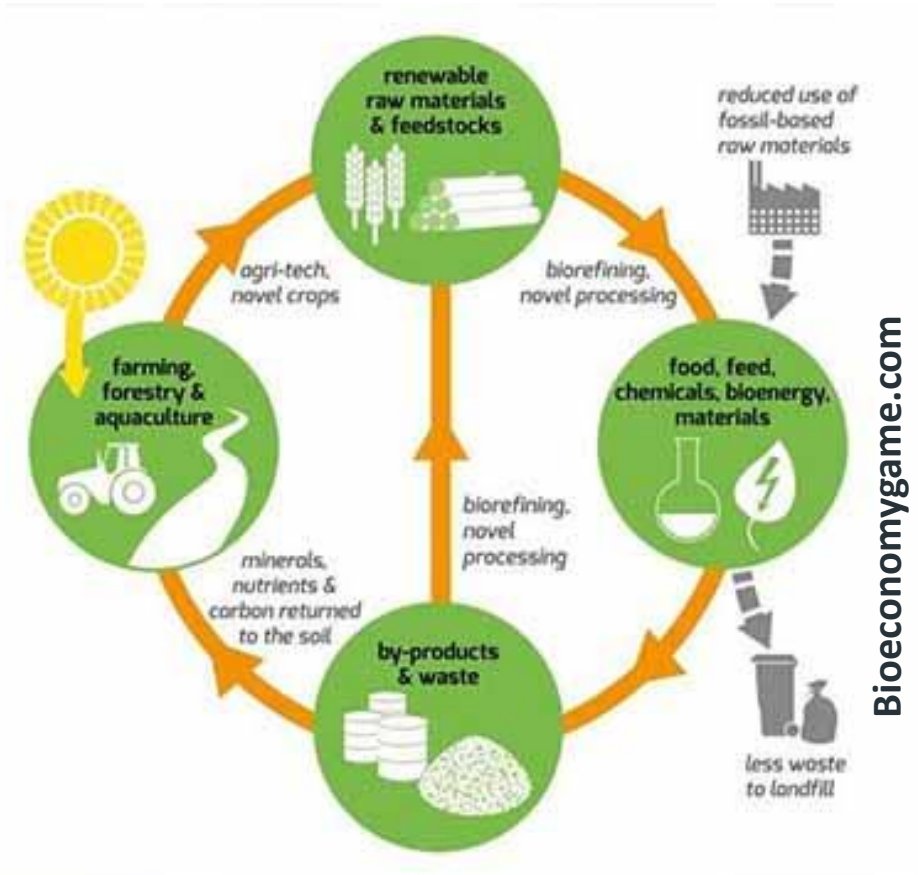 renewable
raw materials
& feedstocks
reduced use of
fossil-based
raw materials
agri-tech,
novel crops
biorefining,
novel processing
farming,
forestry &
aquaculture
food, feed,
chemicals, bioenergy,
materials
biorefining,
novel
processing
minerals,
nutrients &
carbon returned
to the soil
by-products
& waste
less waste
to landfill
Bioeconomygame.com